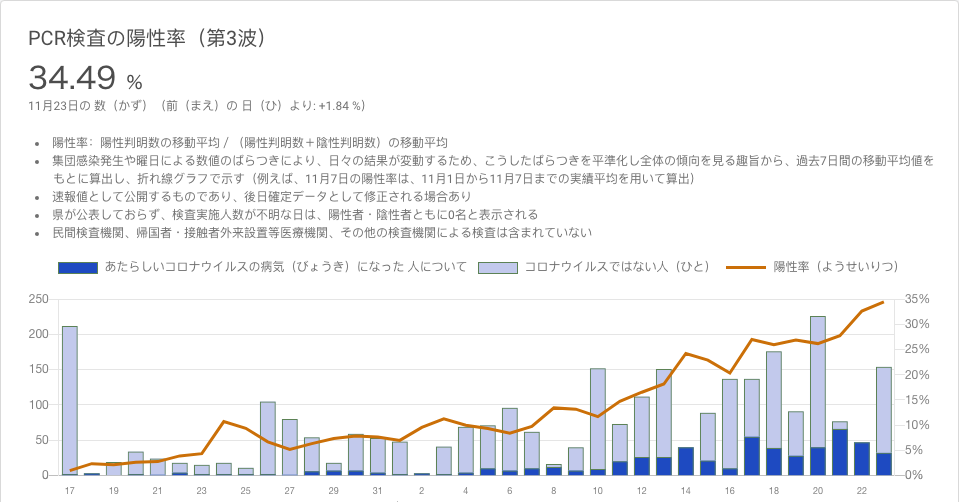 PCR検査の陽性率（第3波）
34.49 %
11月23日の 数（かず）（前（まえ）の 日（ひ）より: +1.84 %）
• 陽性率： 陽性判明数の移動平均 / （陽性判明数＋陰性判明数）の移動平均
• 集団感染発生や曜日による数値のばらつきにより、日々の結果が変動するため、こうしたばらつきを平準化し全体の傾向を見る趣旨から、過去7日間の移動平均値を
もとに算出し、折れ線グラフで示す（例えば、11月7日の陽性率は、11月1日から11月7日までの実績平均を用いて算出）
• 速報値として公開するものであり、後日確定データとして修正される場合あり
• 県が公表しておらず、検査実施人数が不明な日は、陽性者・陰性者ともに0名と表示される
• 民間検査機関、帰国者・接触者外来設置等医療機関、その他の検査機関による検査は含まれていない
あたらしいコロナウイルスの病気（びょうき）になった 人について コロナウイルスではない人（ひと） 陽性率（ようせいりつ）
250 35%
30%
200
25%
150 20%
15%
100
10%
50
5%
0 0%
17 19 21 23 25 27 29 31 2 4 6 8 10 12 14 16 18 20 22